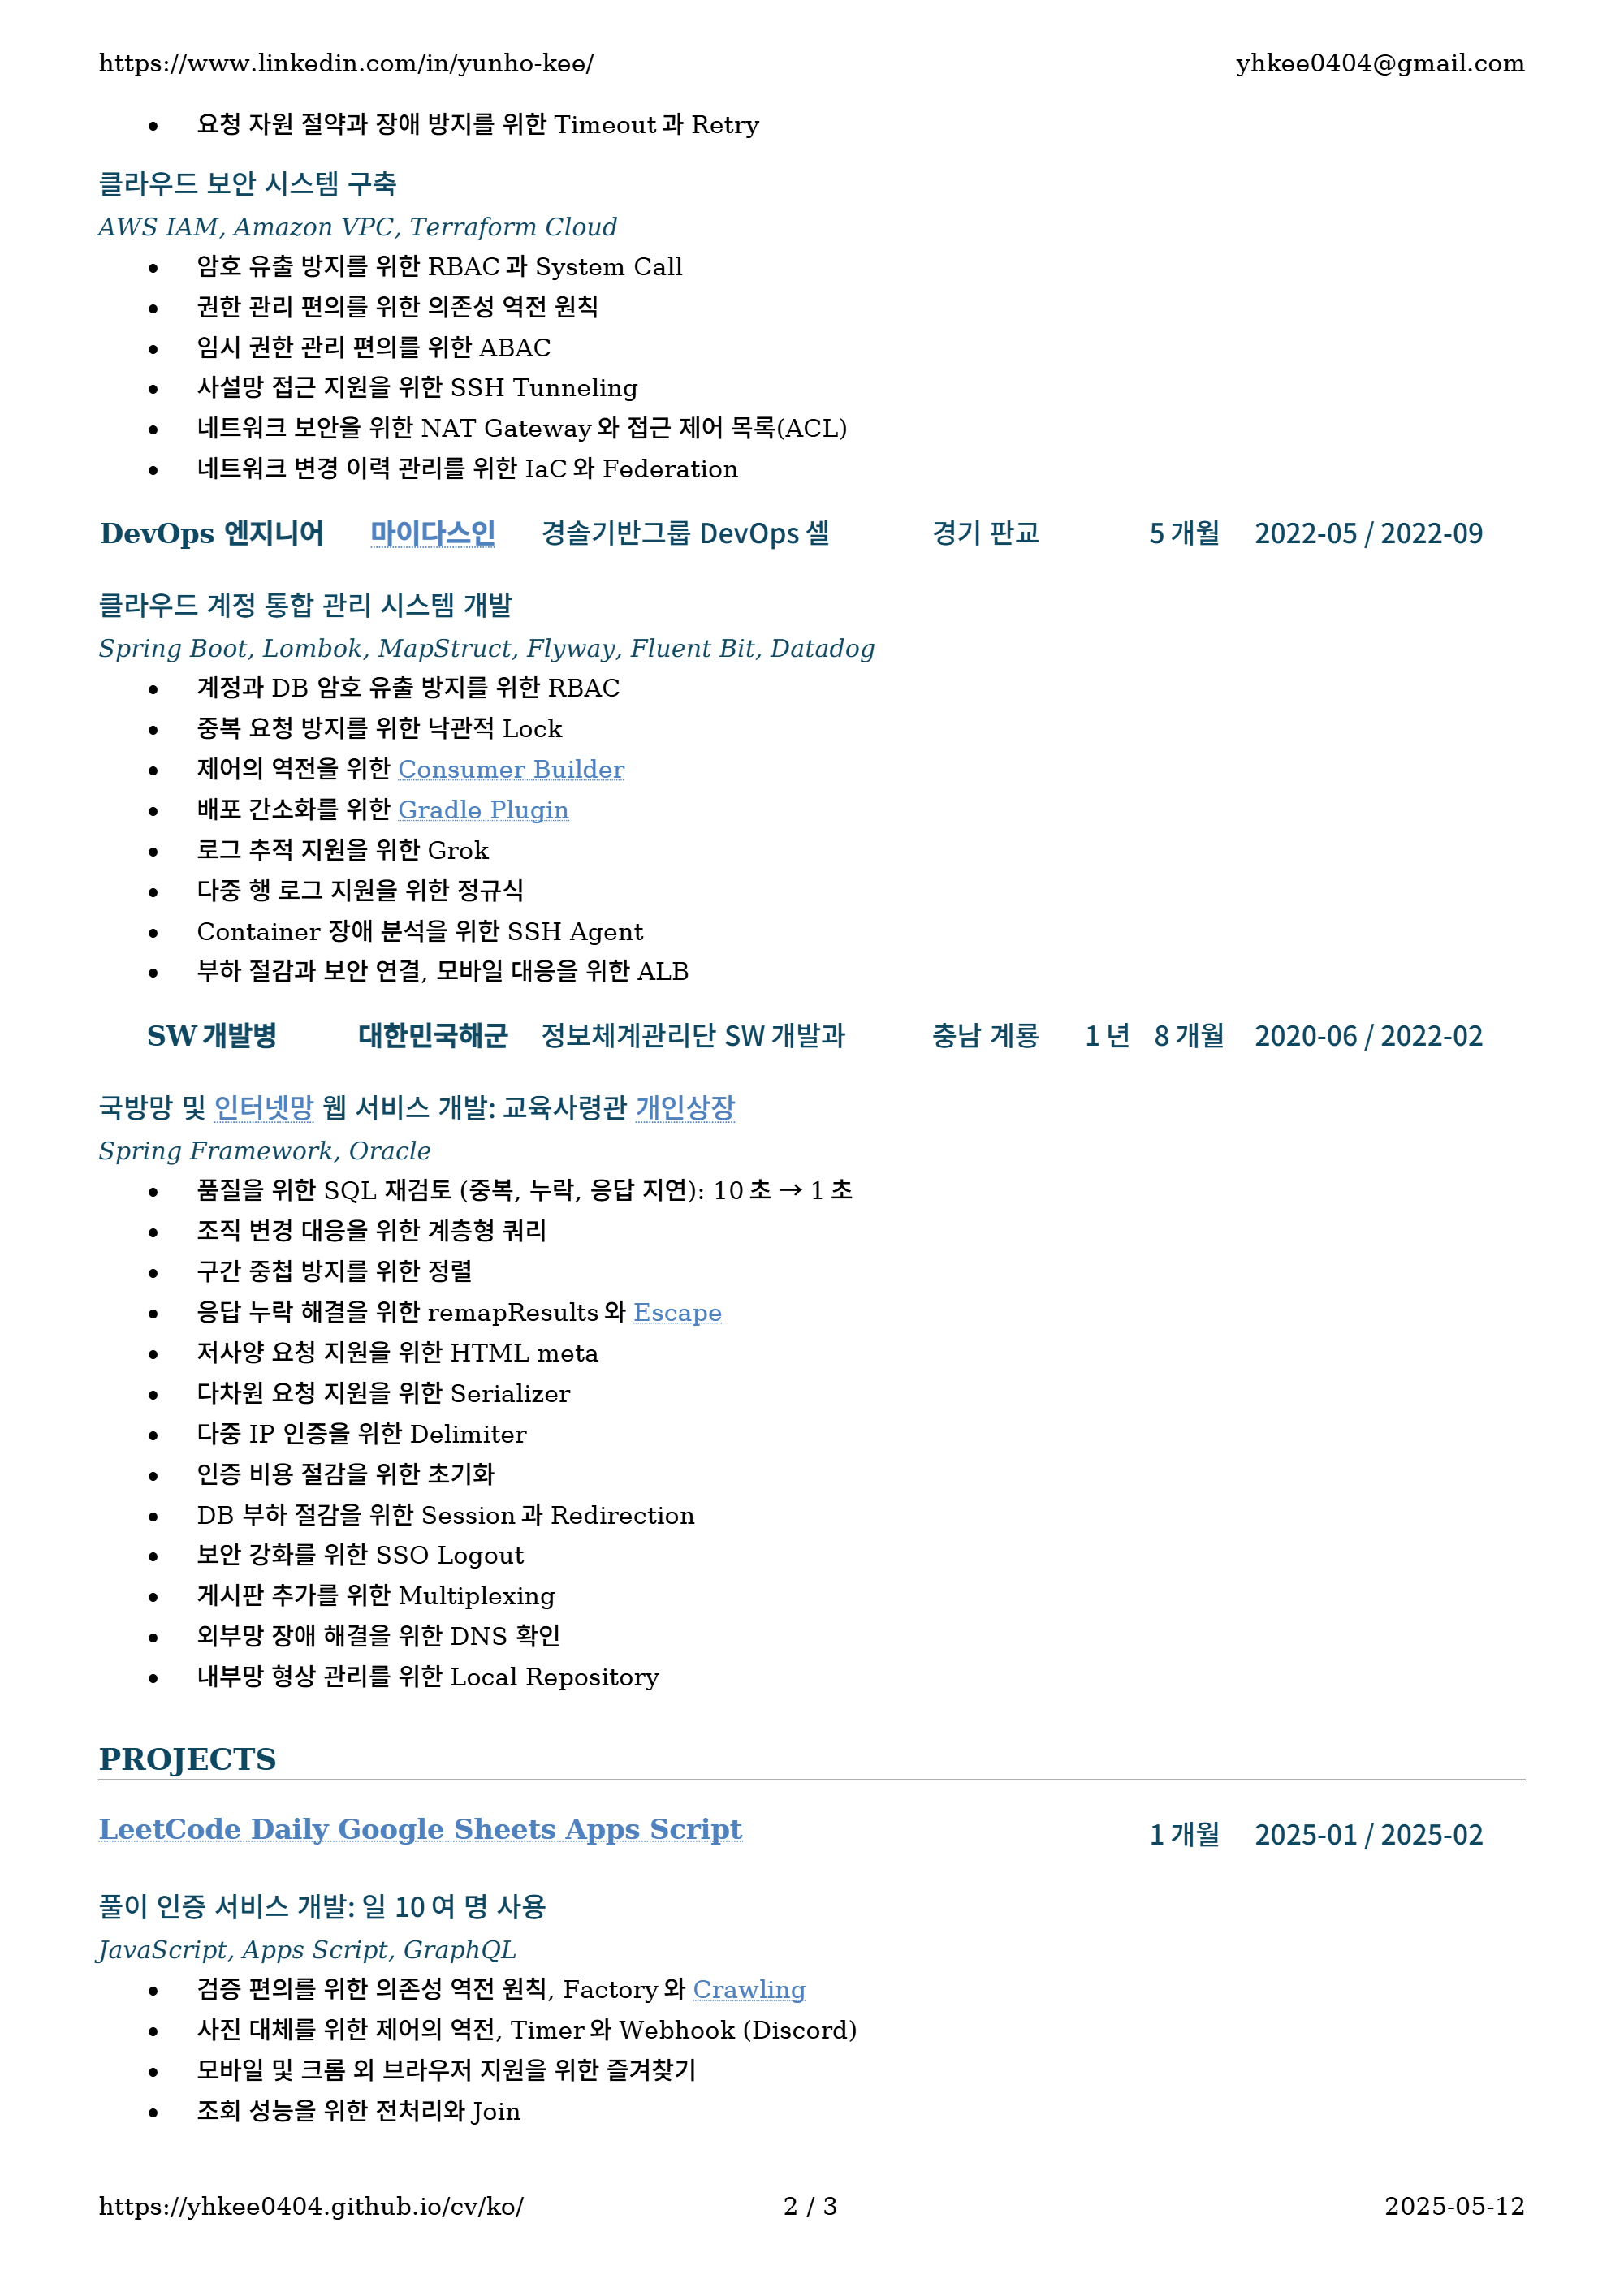 https://www.linkedin.com/in/yunho-kee/ yhkee0404@gmail.com
• 요청 자원 절약과 장애 방지를 위한 Timeout 과 Retry
클라우드 보안 시스템 구축
AWS IAM, Amazon VPC, Terraform Cloud
• 암호 유출 방지를 위한 RBAC 과 System Call
• 권한 관리 편의를 위한 의존성 역전 원칙
• 임시 권한 관리 편의를 위한 ABAC
• 사설망 접근 지원을 위한 SSH Tunneling
• 네트워크 보안을 위한 NAT Gateway 와 접근 제어 목록(ACL)
• 네트워크 변경 이력 관리를 위한 IaC 와 Federation
DevOps 엔지니어 마이다스인 경솔기반그룹 DevOps 셀 경기 판교 5 개월 2022-05 / 2022-09
클라우드 계정 통합 관리 시스템 개발
Spring Boot, Lombok, MapStruct, Flyway, Fluent Bit, Datadog
• 계정과 DB 암호 유출 방지를 위한 RBAC
• 중복 요청 방지를 위한 낙관적 Lock
• 제어의 역전을 위한 Consumer Builder
• 배포 간소화를 위한 Gradle Plugin
• 로그 추적 지원을 위한 Grok
• 다중 행 로그 지원을 위한 정규식
• Container 장애 분석을 위한 SSH Agent
• 부하 절감과 보안 연결, 모바일 대응을 위한 ALB
SW 개발병 대한민국해군 정보체계관리단 SW 개발과 충남 계룡 1 년 8 개월 2020-06 / 2022-02
국방망 및 인터넷망 웹 서비스 개발: 교육사령관 개인상장
Spring Framework, Oracle
• 품질을 위한 SQL 재검토 (중복, 누락, 응답 지연): 10 초 → 1 초
• 조직 변경 대응을 위한 계층형 쿼리
• 구간 중첩 방지를 위한 정렬
• 응답 누락 해결을 위한 remapResults 와 Escape
• 저사양 요청 지원을 위한 HTML meta
• 다차원 요청 지원을 위한 Serializer
• 다중 IP 인증을 위한 Delimiter
• 인증 비용 절감을 위한 초기화
• DB 부하 절감을 위한 Session 과 Redirection
• 보안 강화를 위한 SSO Logout
• 게시판 추가를 위한 Multiplexing
• 외부망 장애 해결을 위한 DNS 확인
• 내부망 형상 관리를 위한 Local Repository
PROJECTS
LeetCode Daily Google Sheets Apps Script 1 개월 2025-01 / 2025-02
풀이 인증 서비스 개발: 일 10 여 명 사용
JavaScript, Apps Script, GraphQL
• 검증 편의를 위한 의존성 역전 원칙, Factory 와 Crawling
• 사진 대체를 위한 제어의 역전, Timer 와 Webhook (Discord)
• 모바일 및 크롬 외 브라우저 지원을 위한 즐겨찾기
• 조회 성능을 위한 전처리와 Join
https://yhkee0404.github.io/cv/ko/ 2 / 3 2025-05-12